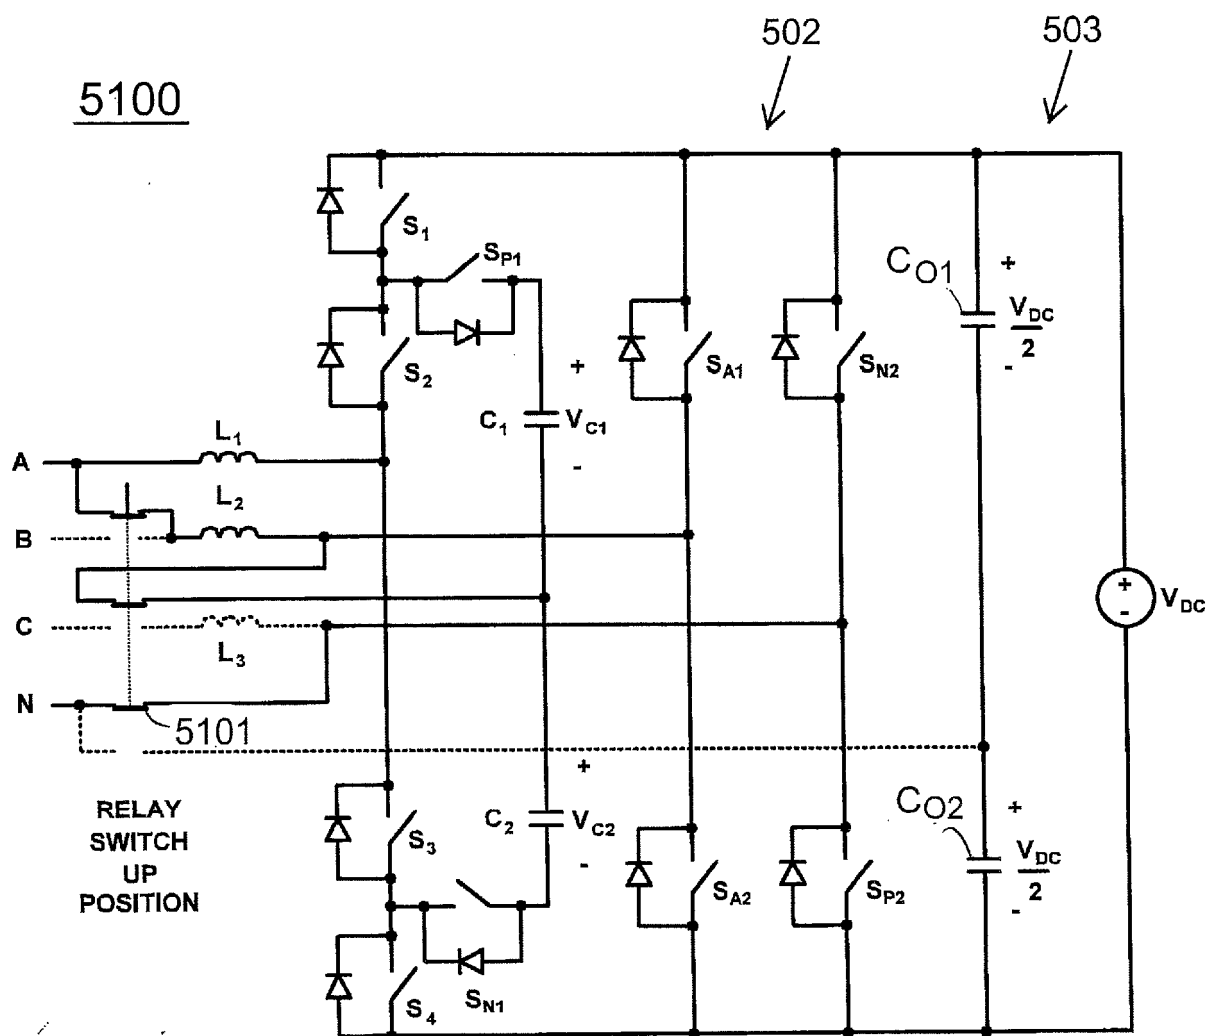 502
503
5100
S1
SP1
CO1
+
VDC
2
-
S2
+
SA1
SN2
C1
VC1
-
L1
A
L2
B
+
-
VDC
C
L3
N
5101
+
RELAY
SWITCH
UP
POSITION
S3
C2
VC2
-
CO2
+
VDC
2
-
SA2
SP2
SN1
S4